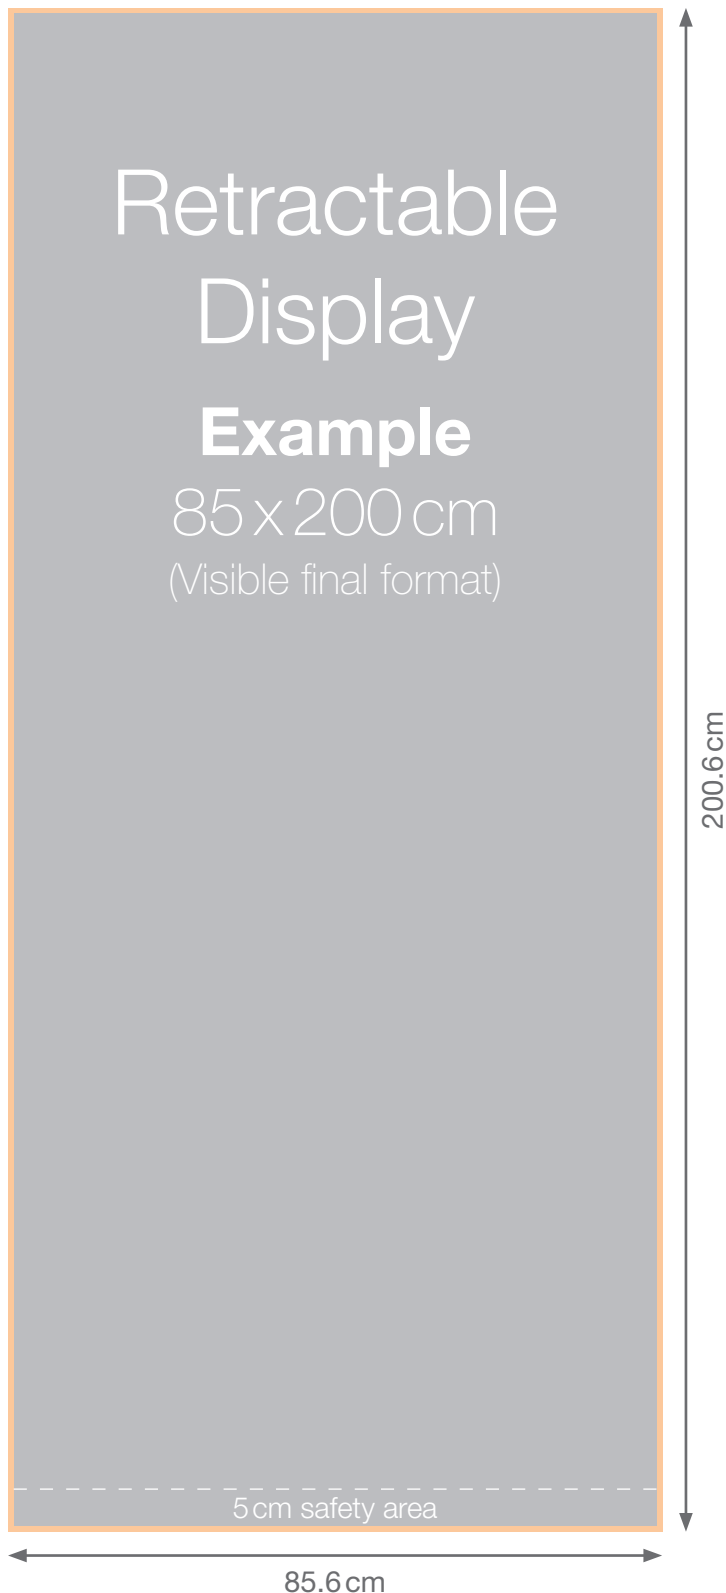 Retractable
Display
Example
85 x 200 cm
(Visible final format)
200.6 cm
5 cm safety area
85.6 cm